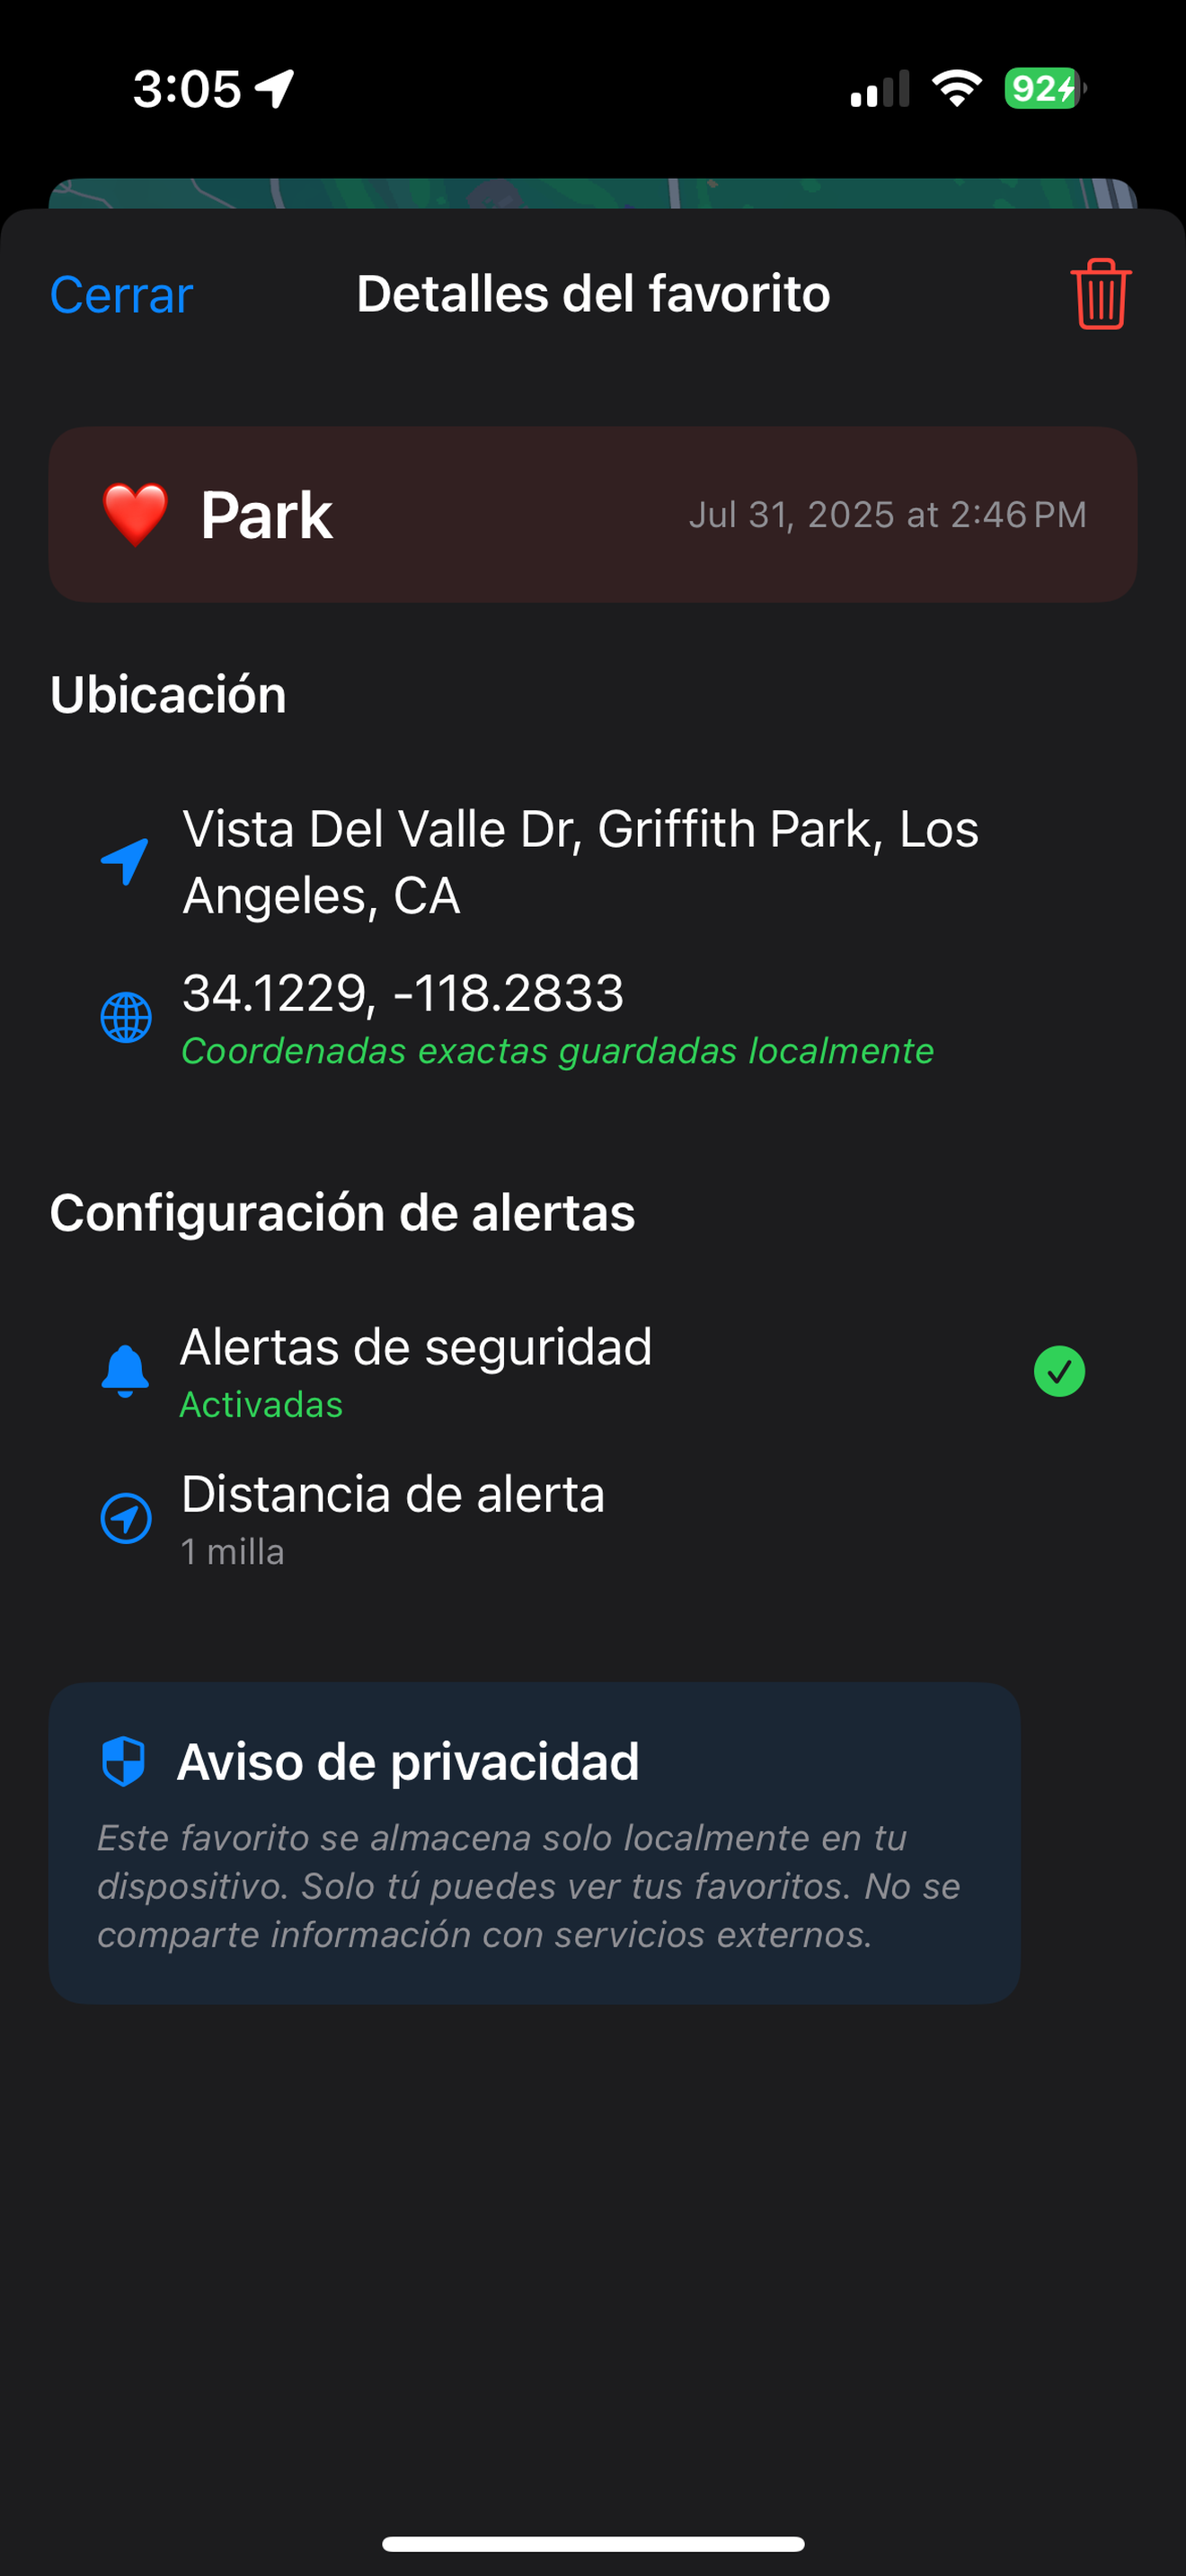 3:05
92
Cerrar
Detalles del favorito
❤️ Park
Jul 31, 2025 at 2:46 PM
Ubicación
Vista Del Valle Dr, Griffith Park, Los
Angeles, CA
34.1229, -118.2833
Coordenadas exactas guardadas localmente
Configuración de alertas
Alertas de seguridad
Activadas
Distancia de alerta
1 milla
Aviso de privacidad
Este favorito se almacena solo localmente en tu
dispositivo. Solo tú puedes ver tus favoritos. No se
comparte información con servicios externos.